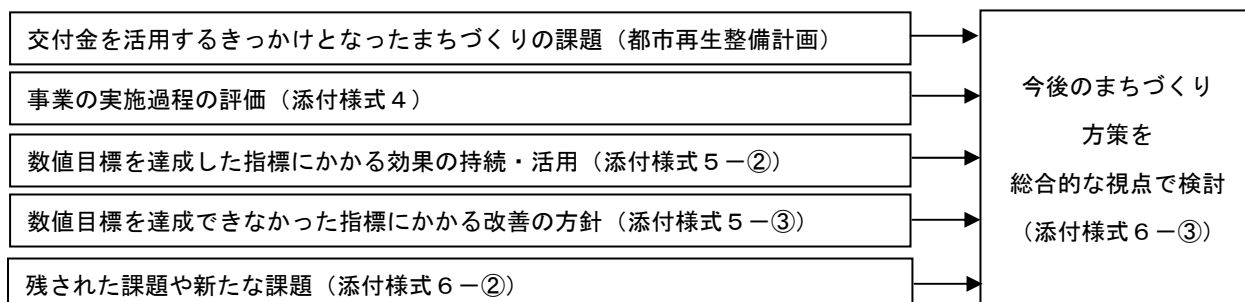 交付金を活用するきっかけとなったまちづくりの課題（都市再生整備計画）
事業の実施過程の評価（添付様式４）
数値目標を達成した指標にかかる効果の持続・活用（添付様式５－②）
数値目標を達成できなかった指標にかかる改善の方針（添付様式５－③）
残された課題や新たな課題（添付様式６－②）
今後のまちづくり
方策を
総合的な視点で検討
（添付様式６－③）